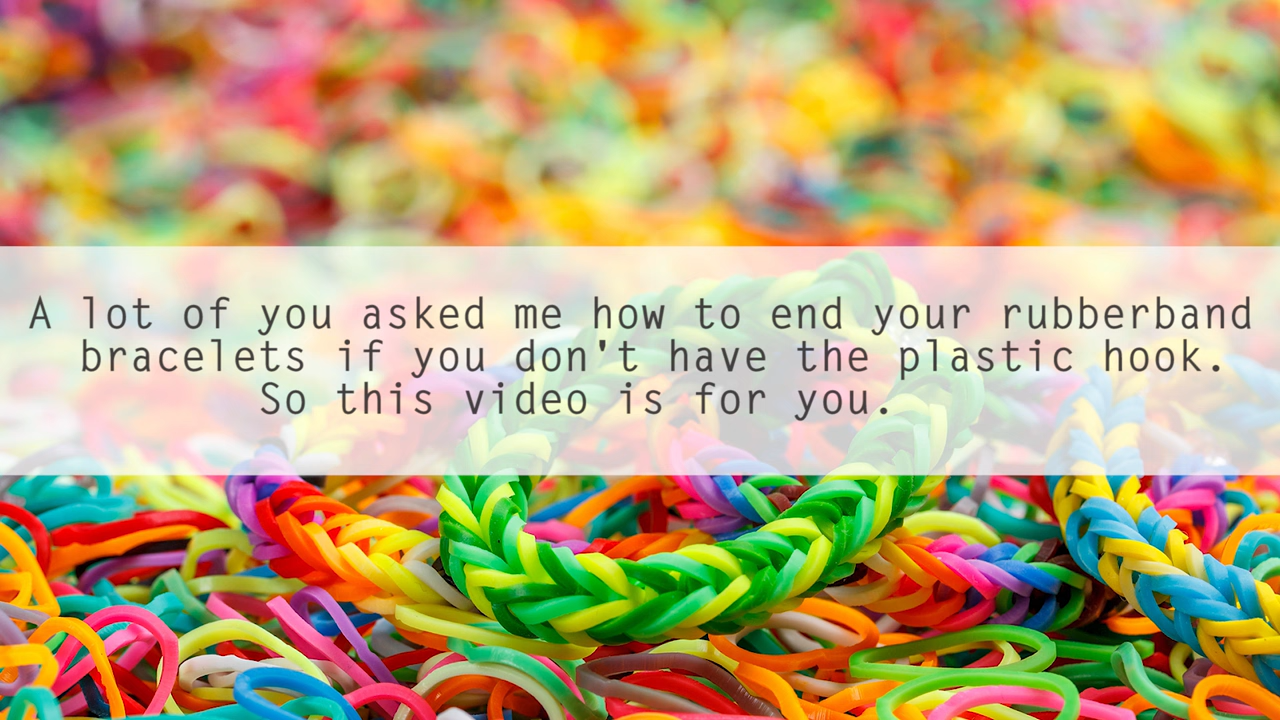 A lot of you asked me how to end your rubberband
bracelets if you don't have the plastic hook.
So this video is for you.